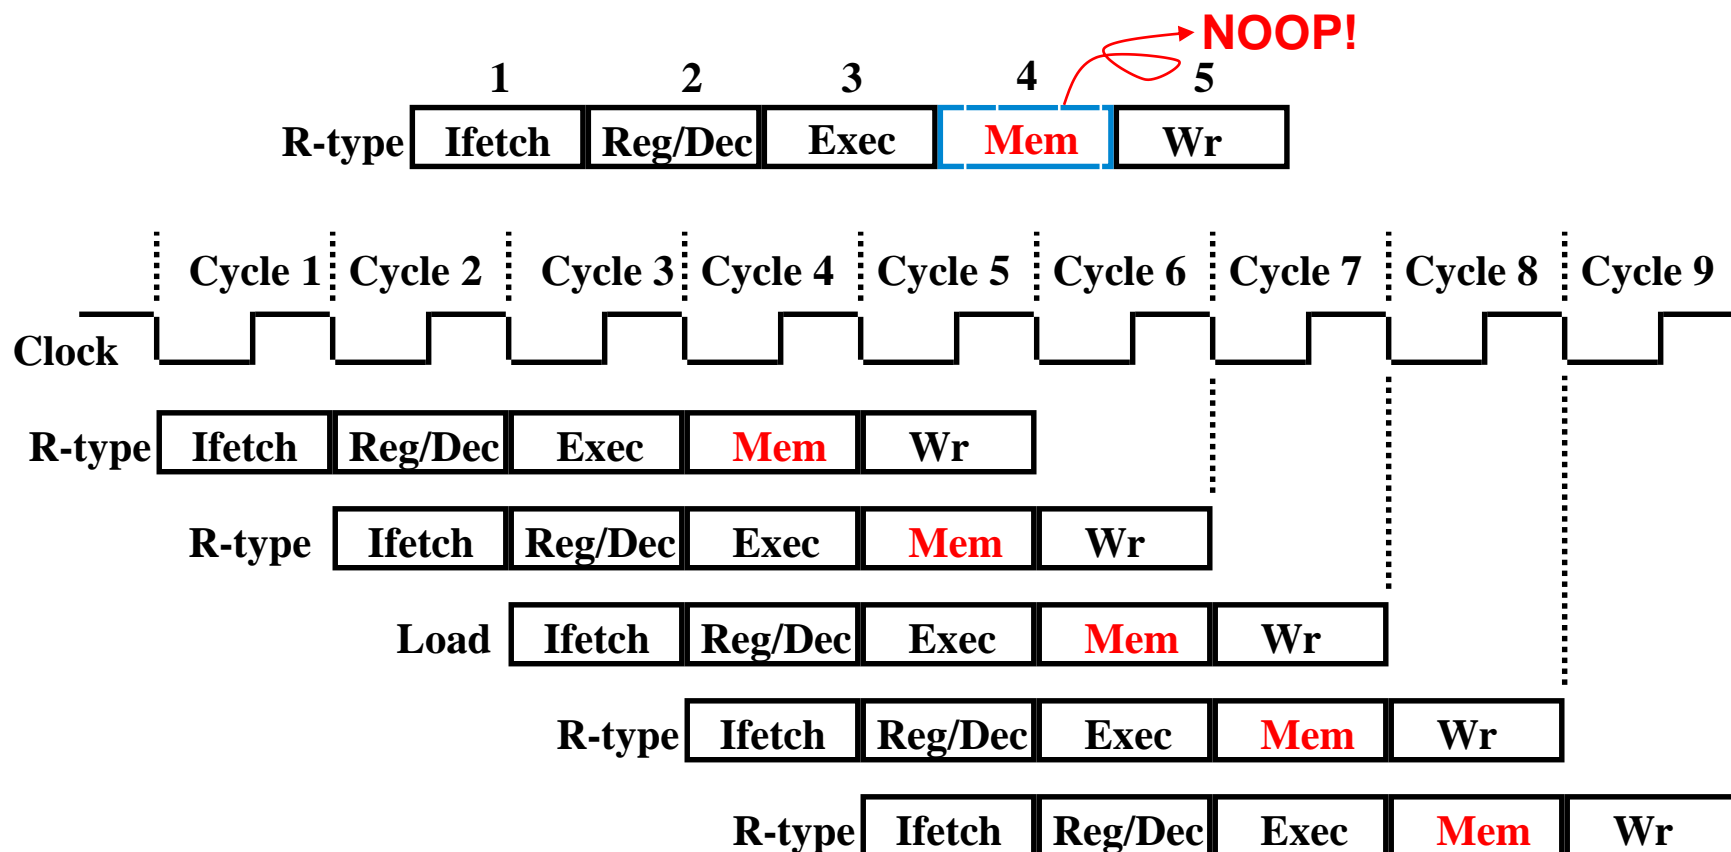 NOOP!
1 2 3 4 5
R-type Ifetch Reg/Dec Exec Mem Wr
Cycle 1 Cycle 2 Cycle 3 Cycle 4 Cycle 5 Cycle 6 Cycle 7 Cycle 8 Cycle 9
Clock
R-type Ifetch Reg/Dec Exec Mem Wr
R-type Ifetch Reg/Dec Exec Mem Wr
Load Ifetch Reg/Dec Exec Mem Wr
R-type Ifetch Reg/Dec Exec Mem Wr
R-type Ifetch Reg/Dec Exec Mem Wr